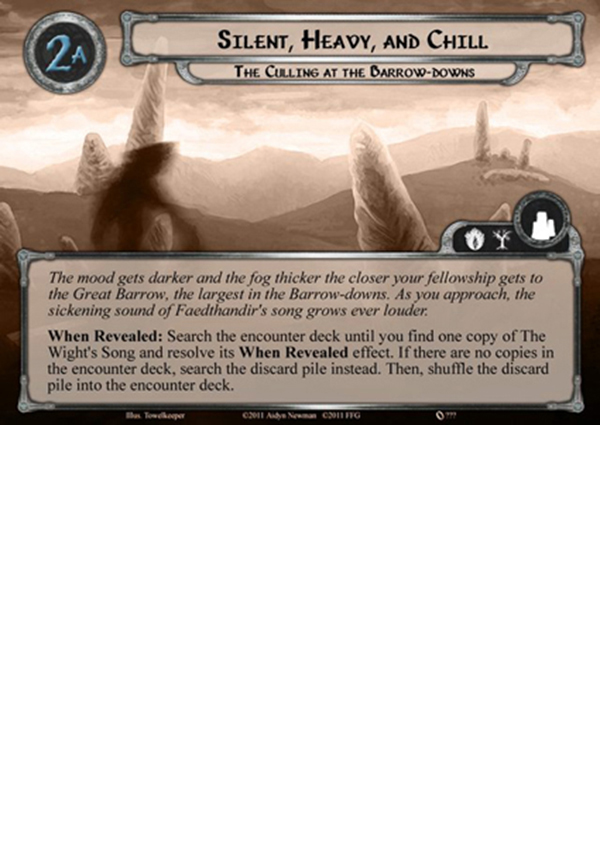 2A
Silent, Heavy, and Chill
The Culling at the Barrow-downs
The mood gets darker and the fog thicker the closer your fellowship gets to
the Great Barrow, the largest in the Barrow-downs. As you approach, the
sickening sound of Faedthandir's song grows ever louder.
When Revealed: Search the encounter deck until you find one copy of The
Wight's Song and resolve its When Revealed effect. If there are no copies in
the encounter deck, search the discard pile instead. Then, shuffle the discard
pile into the encounter deck.
Illus. Towelkeeper ©2011 Aidyn Newman ©2011 FFG ???